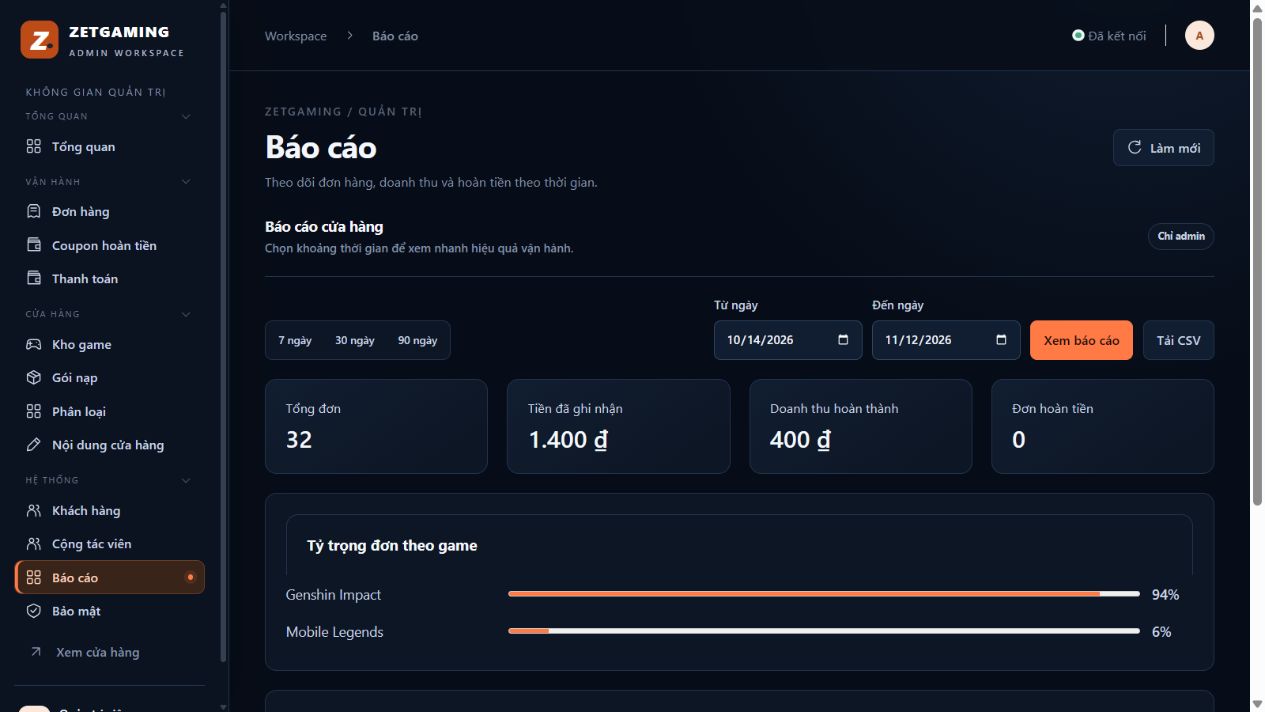 ZETGAMING
ADMIN WORKSPACE
KHÔNG GIAN QUẢN TRỊ
TỔNG QUAN
Tổng quan
VẬN HÀNH
Đơn hàng
Coupon hoàn tiền
Thanh toán
CỬA HÀNG
Kho game
Gói nạp
Phân loại
Nội dung cửa hàng
HỆ THỐNG
Khách hàng
Cộng tác viên
Báo cáo
Bảo mật
Xem cửa hàng
Workspace > Báo cáo
Đã kết nối
A
ZETGAMING / QUẢN TRỊ
Báo cáo
Làm mới
Theo dõi đơn hàng, doanh thu và hoàn tiền theo thời gian.
Báo cáo cửa hàng
Chọn khoảng thời gian để xem nhanh hiệu quả vận hành.
Chỉ admin
7 ngày 30 ngày 90 ngày
Từ ngày
10/14/2026
Đến ngày
11/12/2026
Xem báo cáo
Tải CSV
Tổng đơn
32
Tiền đã ghi nhận
1.400 ₫
Doanh thu hoàn thành
400 ₫
Đơn hoàn tiền
0
Tỷ trọng đơn theo game
Genshin Impact 94%
Mobile Legends 6%